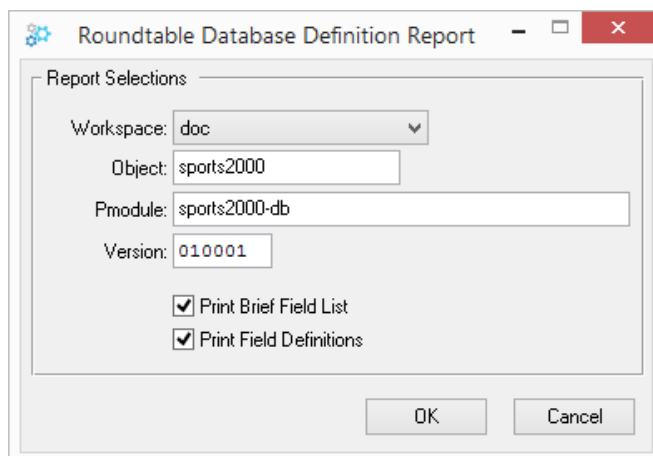 Roundtable Database Definition Report
Report Selections
Workspace: doc
Object: sports2000
Pmodule: sports2000-db
Version: 010001
Print Brief Field List
Print Field Definitions
OK Cancel